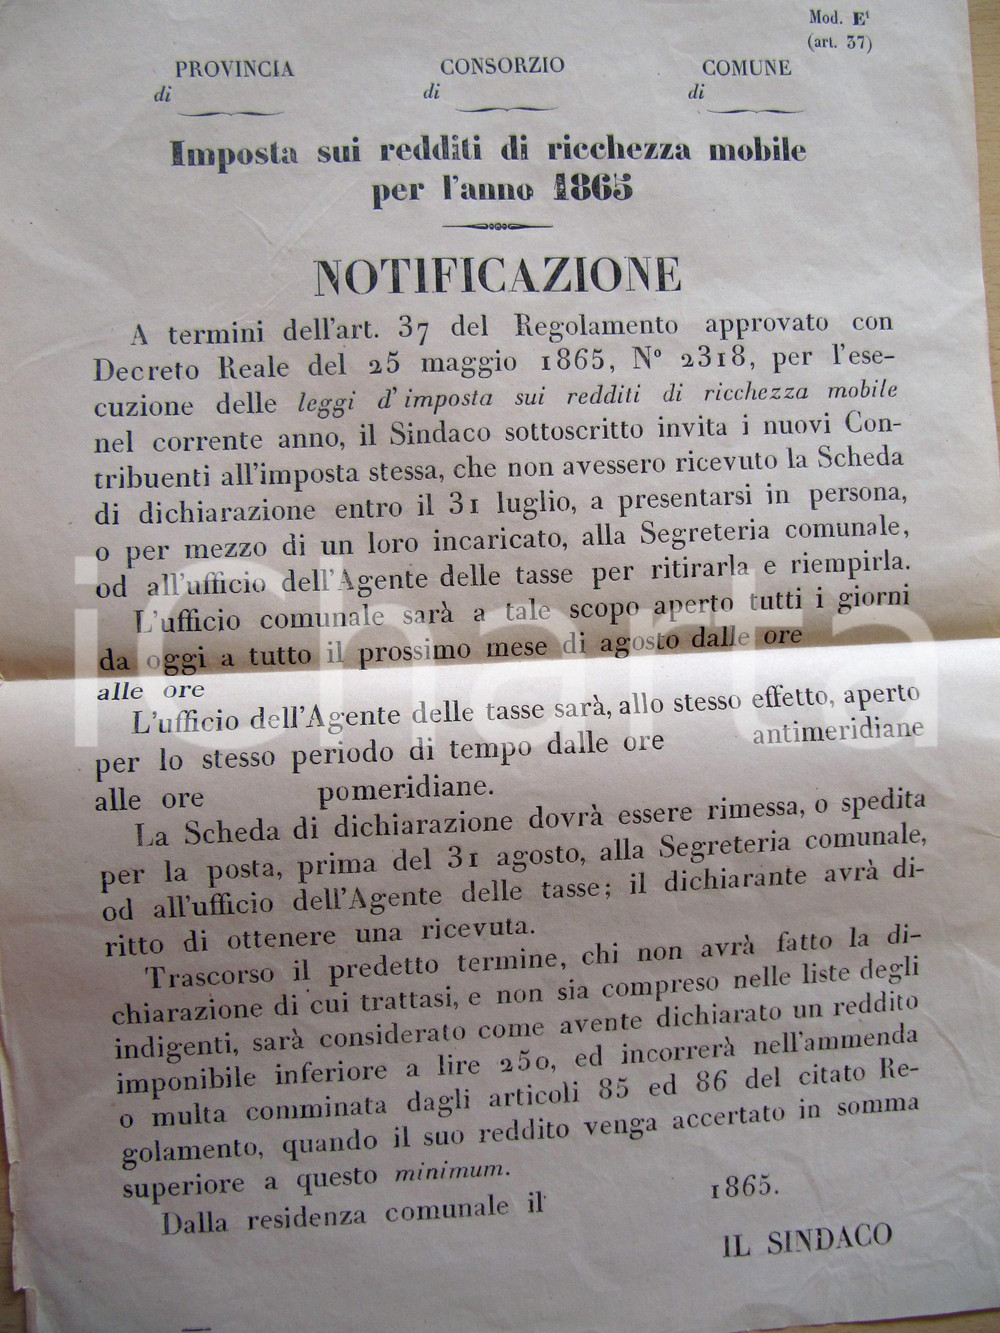 Mod. E¹
(art. 37)
PROVINCIA CONSORZIO COMUNE
di di di
Imposta sui redditi di ricchezza mobile
per l'anno 1865
NOTIFICAZIONE
A termini dell'art. 37 del Regolamento approvato con
Decreto Reale del 25 maggio 1865, Nº 2318, per l'ese-
cuzione delle leggi d'imposta sui redditi di ricchezza mobile
nel corrente anno, il Sindaco sottoscritto invita i nuovi Con-
tribuenti all'imposta stessa, che non avessero ricevuto la Scheda
di dichiarazione entro il 31 luglio, a presentarsi in persona,
o per mezzo di un loro incaricato, alla Segreteria comunale,
od all'ufficio dell'Agente delle tasse per ritirarla e riempirla.
L'ufficio comunale sarà a tale scopo aperto tutti i giorni
da oggi a tutto il prossimo mese di agosto dalle ore
alle ore
L'ufficio dell'Agente delle tasse sarà, allo stesso effetto, aperto
per lo stesso periodo di tempo dalle ore antimeridiane
alle ore pomeridiane.
La Scheda di dichiarazione dovrà essere rimessa, o spedita
per la posta, prima del 31 agosto, alla Segreteria comunale,
od all'ufficio dell'Agente delle tasse; il dichiarante avrà di-
ritto di ottenere una ricevuta.
Trascorso il predetto termine, chi non avrà fatto la di-
chiarazione di cui trattasi, e non sia compreso nelle liste degli
indigenti, sarà considerato come avente dichiarato un reddito
imponibile inferiore a lire 250, ed incorrerà nell'ammenda
o multa comminata dagli articoli 85 ed 86 del citato Re-
golamento, quando il suo reddito venga accertato in somma
superiore a questo minimum.
Dalla residenza comunale il 1865.
IL SINDACO
iCharta